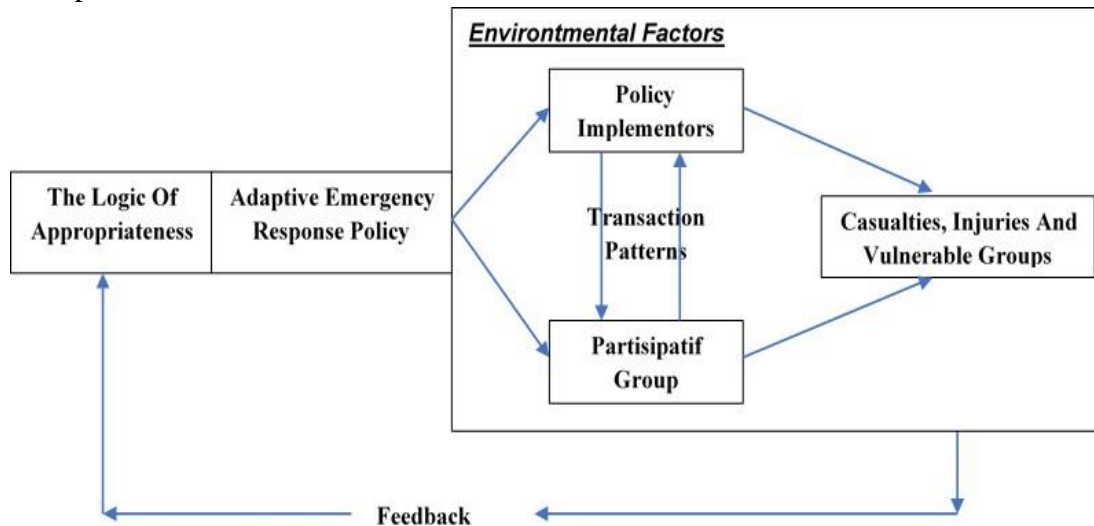 Environtmental Factors
Policy
Implementors
The Logic Of
Appropriateness
Adaptive Emergency
Response Policy
Transaction
Patterns
Casualties, Injuries And
Vulnerable Groups
Partisipatif
Group
Feedback